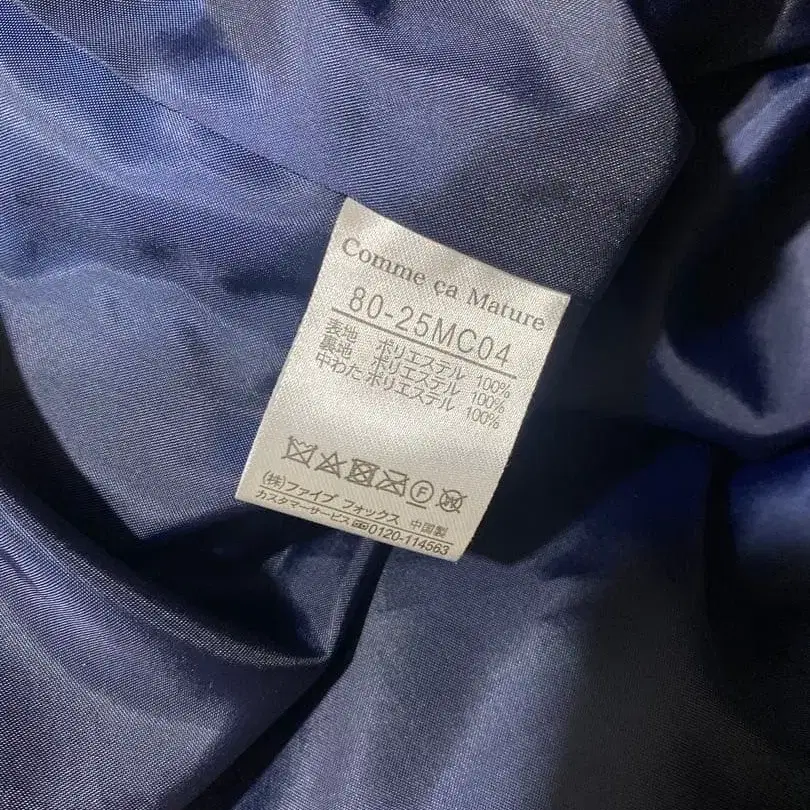 Comme ça Mature
80-25MC04
表地 ポリエステル 100%
裏地 ポリエステル 100%
中わた ポリエステル 100%
F W
(株)ファイブ フォックス 中国製
カスタマーサービス 0120-114563